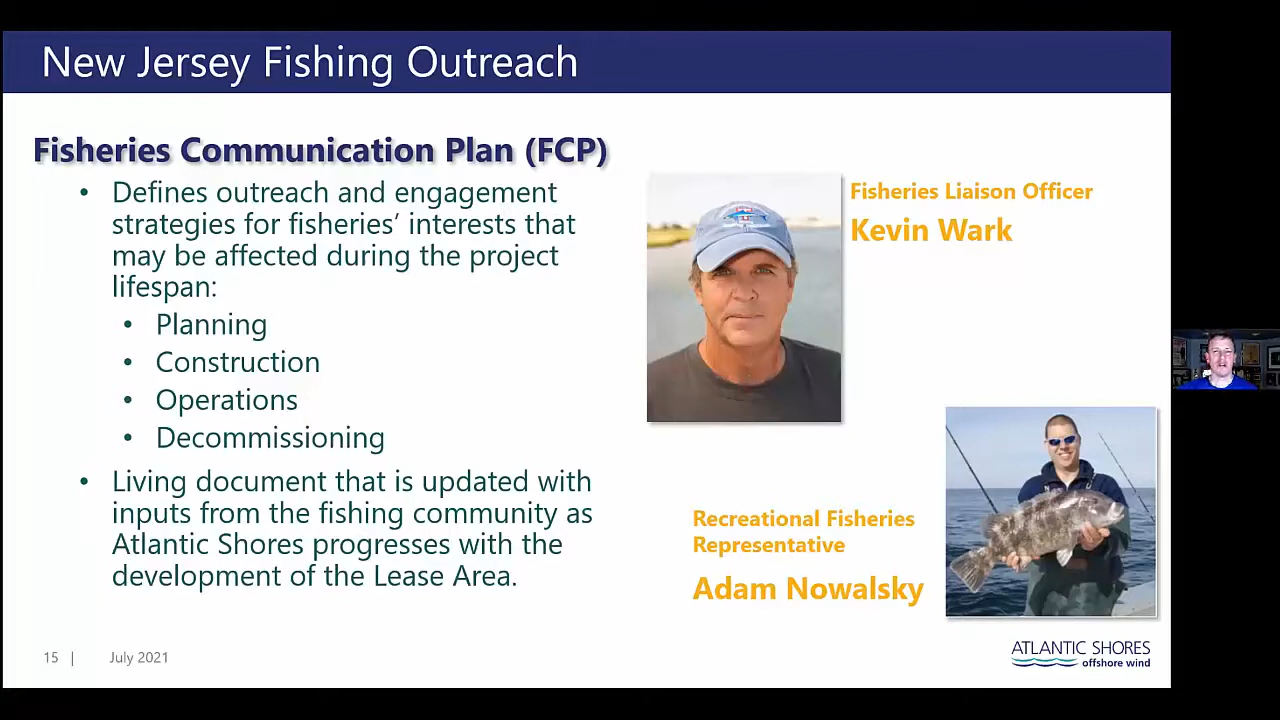 New Jersey Fishing Outreach
Fisheries Communication Plan (FCP)
• Defines outreach and engagement
strategies for fisheries‘ interests that
may be affected during the project
lifespan:
• Planning
• Construction
• Operations
• Decommissioning
• Living document that is updated with
inputs from the fishing community as
Atlantic Shores progresses with the
development of the Lease Area.
Fisheries Liaison Officer
Kevin Wark
Recreational Fisheries
Representative
Adam Nowalsky
15 |
July 2021
ATLANTIC SHORES
offshore wind